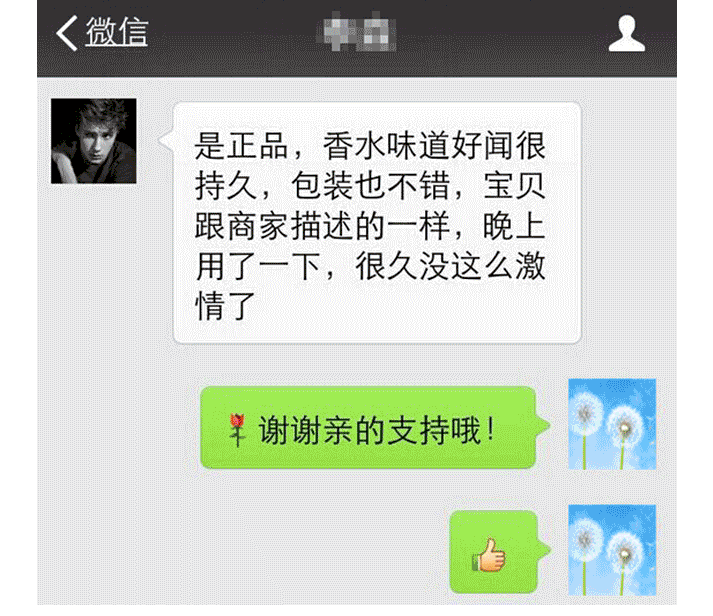 微信
是正品，香水味道好闻很
持久，包装也不错，宝贝
跟商家描述的一样，晚上
用了一下，很久没这么激
情了
谢谢亲的支持哦！